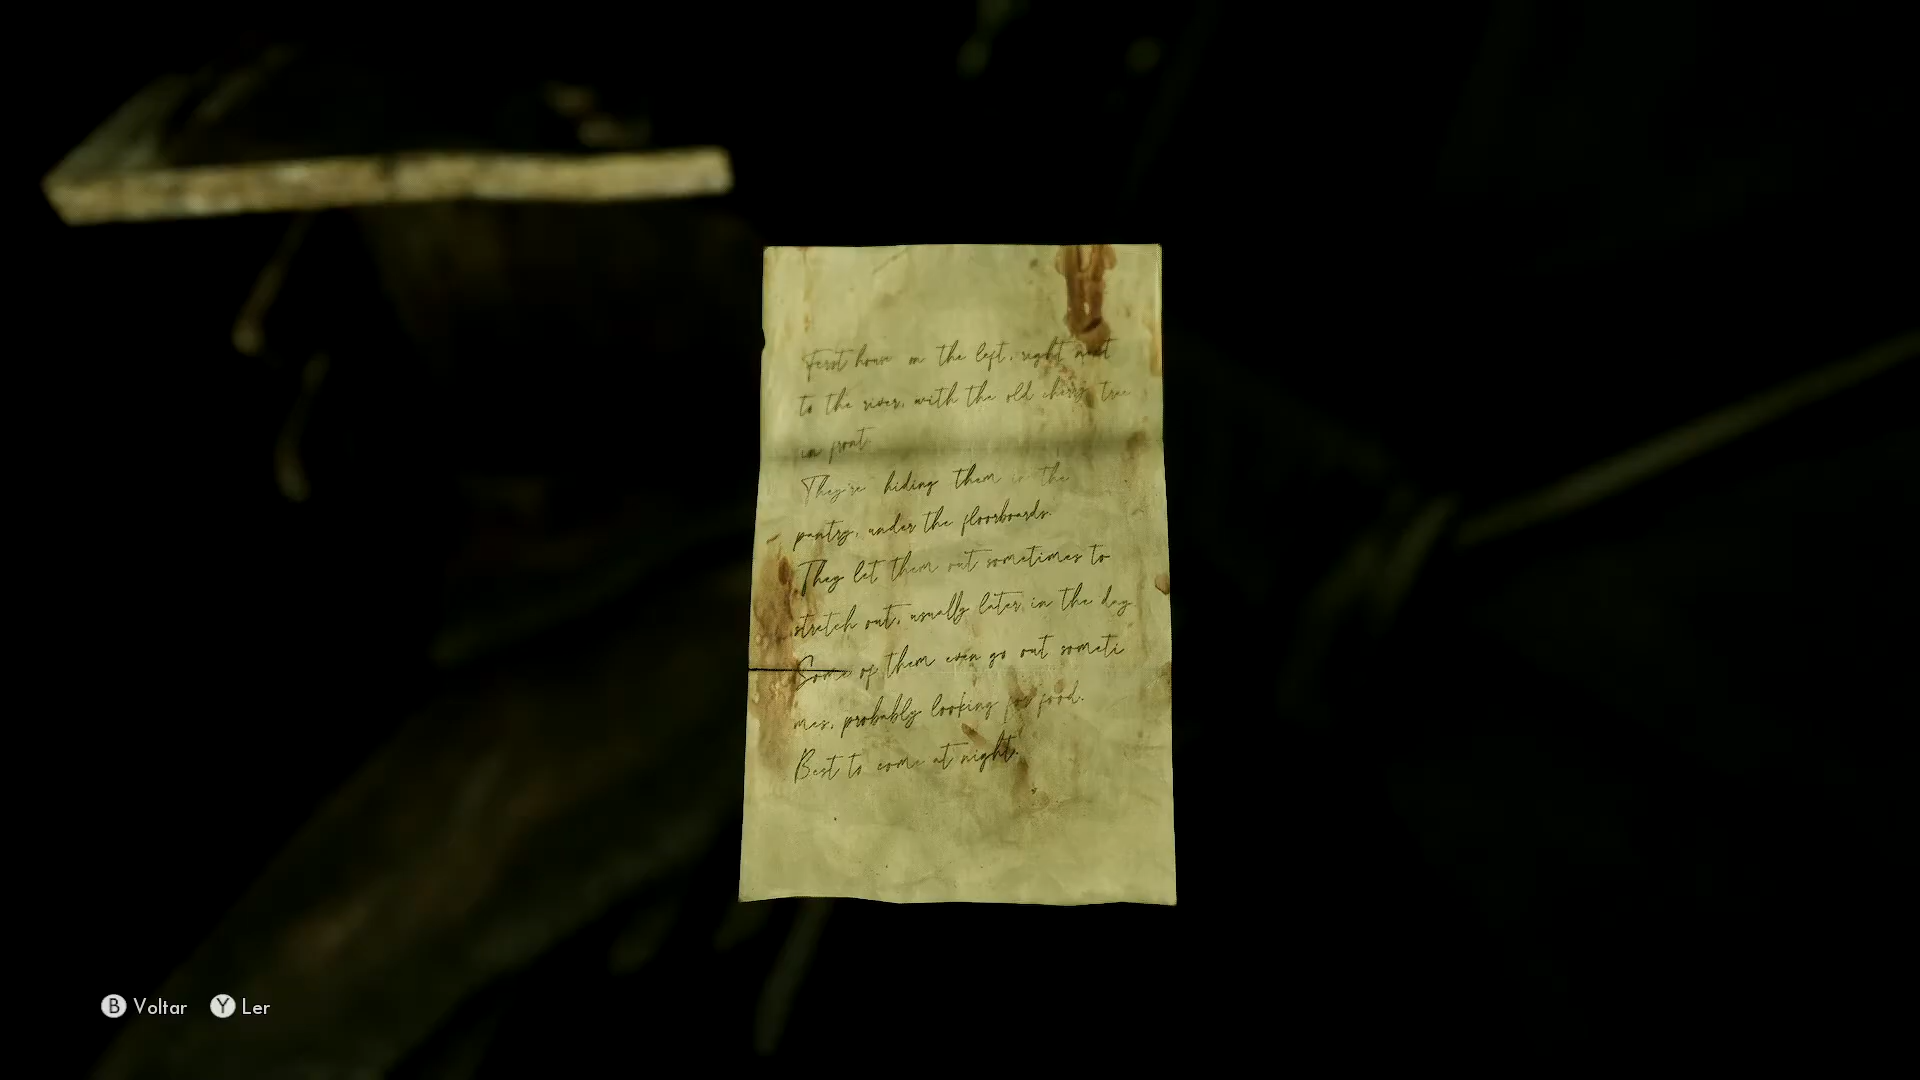 First house on the left, right next
to the river, with the old cherry tree
in front.
They're hiding them in the
pantry, under the floorboards.
They let them out sometimes to
stretch out, usually later in the day.
Some of them even go out someti
mes, probably looking for food.
Best to come at night.
B Voltar Y Ler